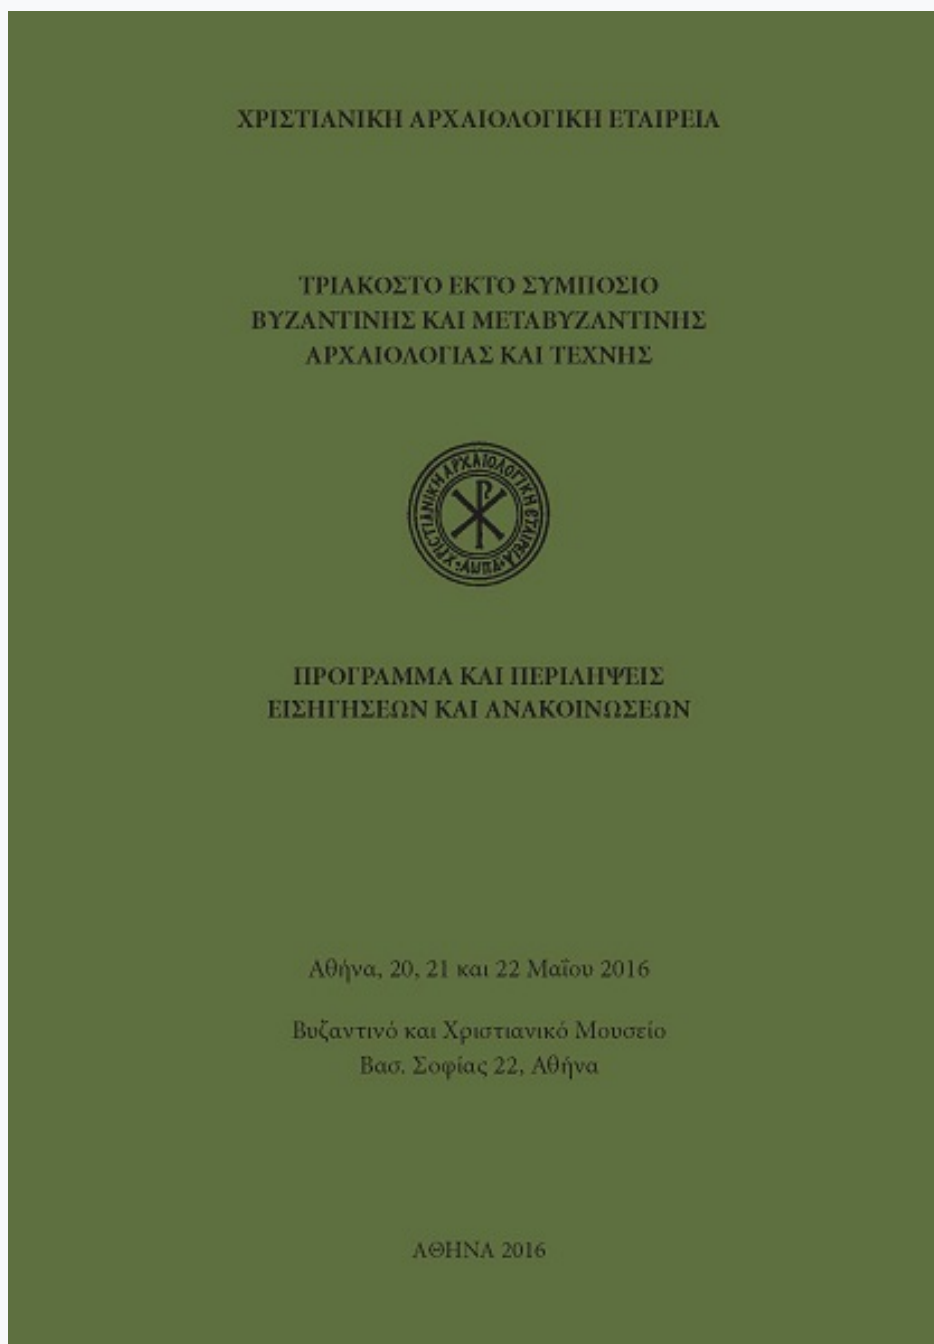 ΧΡΙΣΤΙΑΝΙΚΗ ΑΡΧΑΙΟΛΟΓΙΚΗ ΕΤΑΙΡΕΙΑ
ΤΡΙΑΚΟΣΤΟ ΕΚΤΟ ΣΥΜΠΟΣΙΟ
ΒΥΖΑΝΤΙΝΗΣ ΚΑΙ ΜΕΤΑΒΥΖΑΝΤΙΝΗΣ
ΑΡΧΑΙΟΛΟΓΙΑΣ ΚΑΙ ΤΕΧΝΗΣ
ΧΡΙCΤΙΑΝΙΚΗ ΑΡΧΑΙΟΛΟΓΙΚΗ ΕΤΑΙΡΕΙΑ
ΑΩΠΔ
ΠΡΟΓΡΑΜΜΑ ΚΑΙ ΠΕΡΙΛΗΨΕΙΣ
ΕΙΣΗΓΗΣΕΩΝ ΚΑΙ ΑΝΑΚΟΙΝΩΣΕΩΝ
Αθήνα, 20, 21 και 22 Μαΐου 2016
Βυζαντινό και Χριστιανικό Μουσείο
Βασ. Σοφίας 22, Αθήνα
ΑΘΗΝΑ 2016